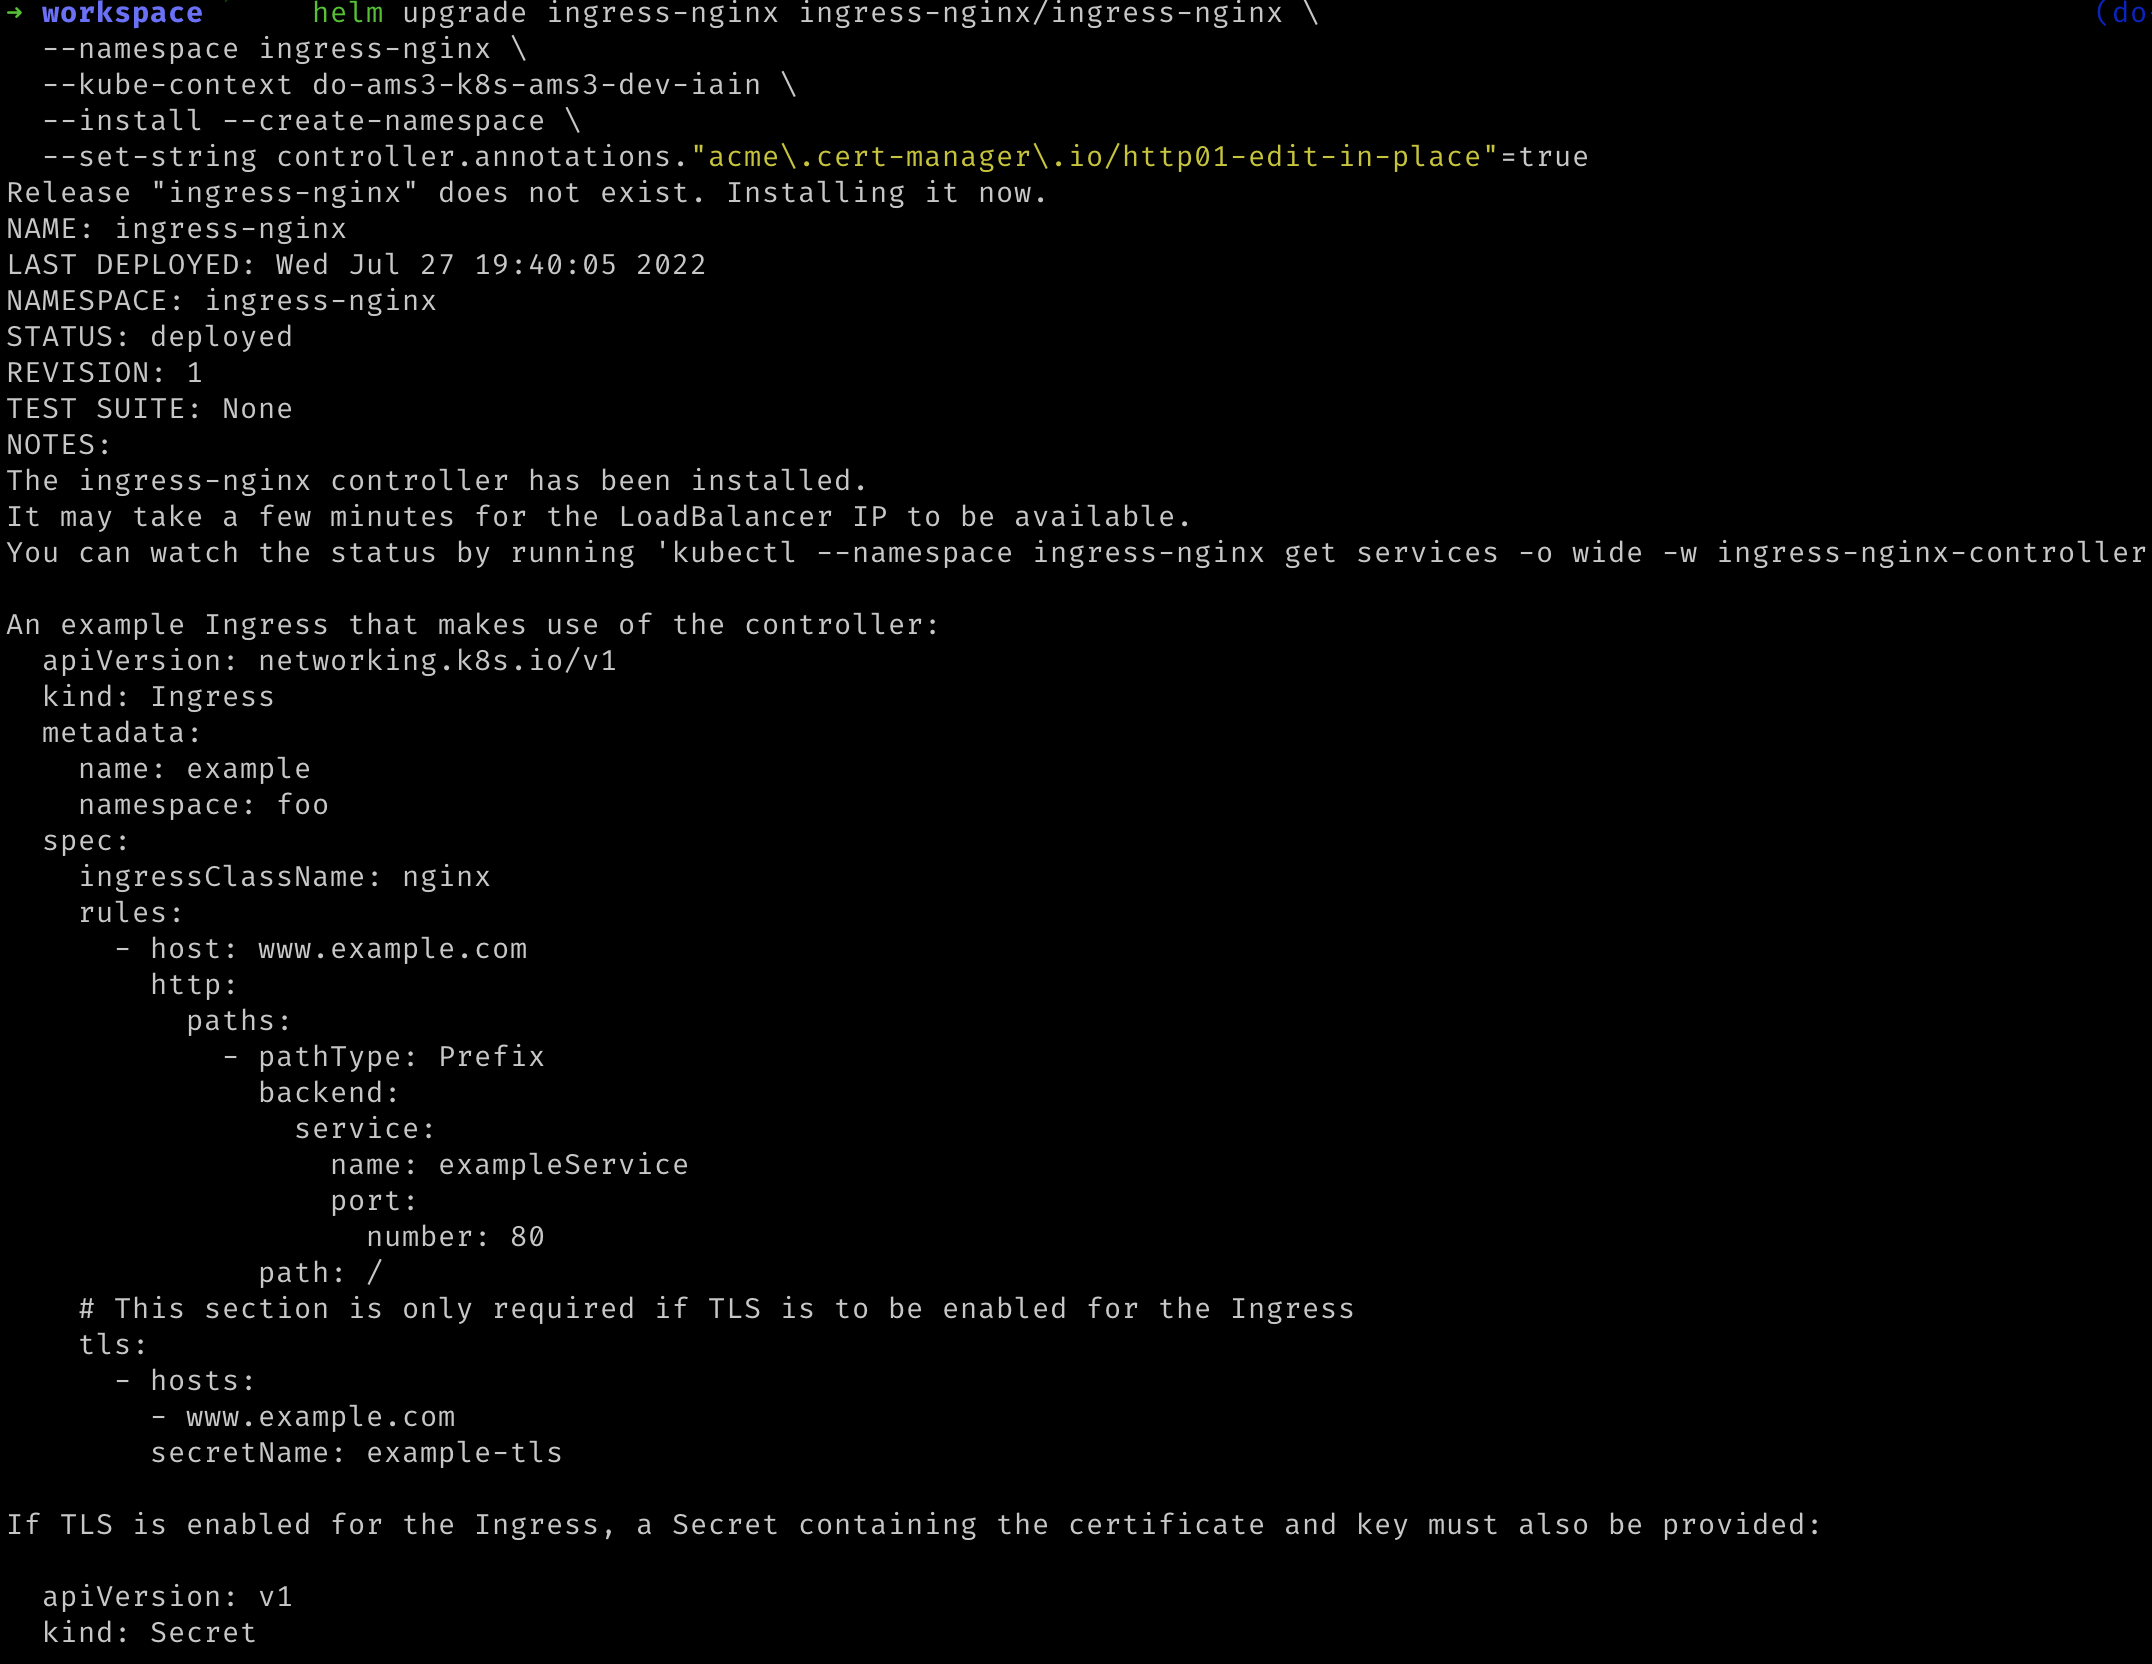 → workspace helm upgrade ingress-nginx ingress-nginx/ingress-nginx \ (do
  --namespace ingress-nginx \
  --kube-context do-ams3-k8s-ams3-dev-iain \
  --install --create-namespace \
  --set-string controller.annotations."acme\.cert-manager\.io/http01-edit-in-place"=true
Release "ingress-nginx" does not exist. Installing it now.
NAME: ingress-nginx
LAST DEPLOYED: Wed Jul 27 19:40:05 2022
NAMESPACE: ingress-nginx
STATUS: deployed
REVISION: 1
TEST SUITE: None
NOTES:
The ingress-nginx controller has been installed.
It may take a few minutes for the LoadBalancer IP to be available.
You can watch the status by running 'kubectl --namespace ingress-nginx get services -o wide -w ingress-nginx-controller

An example Ingress that makes use of the controller:
  apiVersion: networking.k8s.io/v1
  kind: Ingress
  metadata:
    name: example
    namespace: foo
  spec:
    ingressClassName: nginx
    rules:
      - host: www.example.com
        http:
          paths:
            - pathType: Prefix
              backend:
                service:
                  name: exampleService
                  port:
                    number: 80
              path: /
    # This section is only required if TLS is to be enabled for the Ingress
    tls:
      - hosts:
        - www.example.com
        secretName: example-tls

If TLS is enabled for the Ingress, a Secret containing the certificate and key must also be provided:

  apiVersion: v1
  kind: Secret